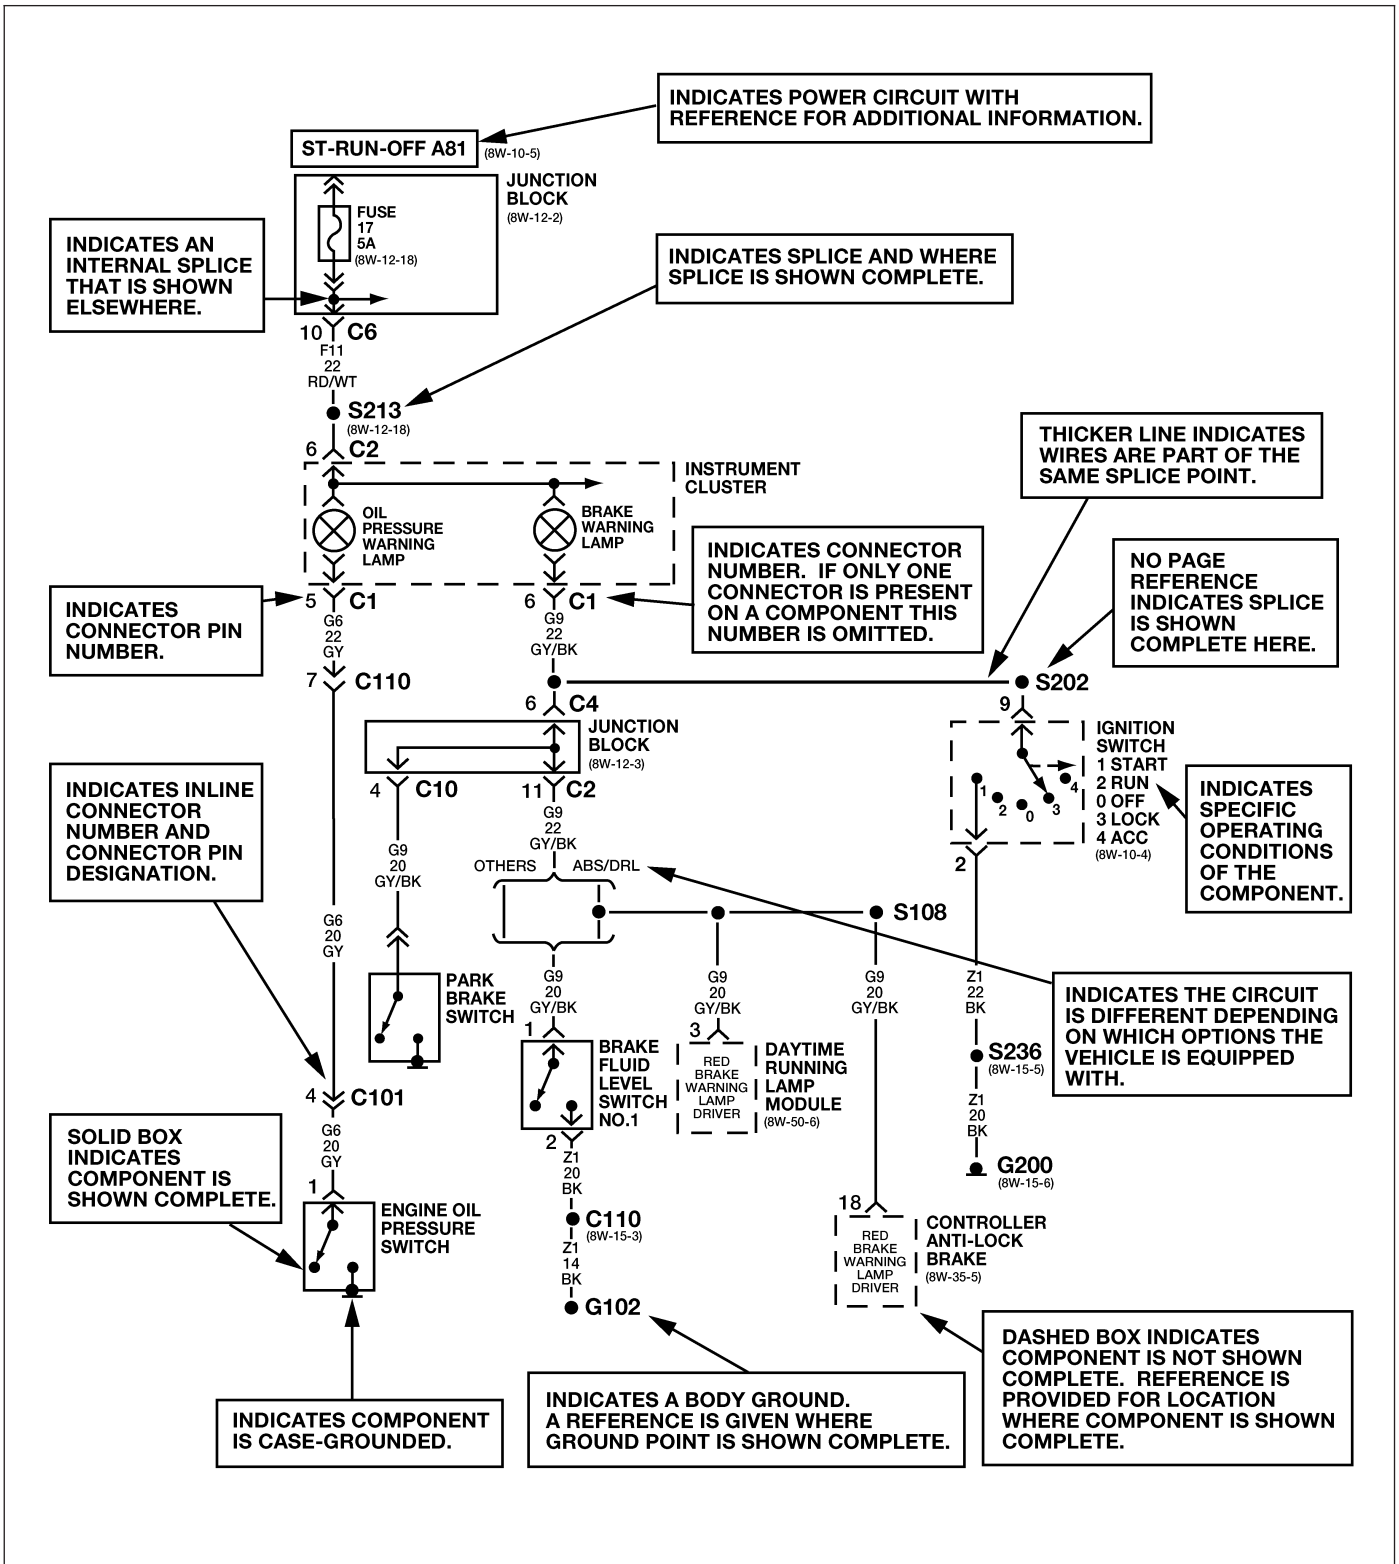 INDICATES POWER CIRCUIT WITH
REFERENCE FOR ADDITIONAL INFORMATION.
ST-RUN-OFF A81
(8W-10-5)
JUNCTION
BLOCK
(8W-12-2)
FUSE
17
5A
(8W-12-18)
INDICATES AN
INTERNAL SPLICE
THAT IS SHOWN
ELSEWHERE.
INDICATES SPLICE AND WHERE
SPLICE IS SHOWN COMPLETE.
10 C6
F11
22
RD/WT
S213
(8W-12-18)
6 C2
INSTRUMENT
CLUSTER
OIL
PRESSURE
WARNING
LAMP
BRAKE
WARNING
LAMP
THICKER LINE INDICATES
WIRES ARE PART OF THE
SAME SPLICE POINT.
INDICATES CONNECTOR
NUMBER. IF ONLY ONE
CONNECTOR IS PRESENT
ON A COMPONENT THIS
NUMBER IS OMITTED.
NO PAGE
REFERENCE
INDICATES SPLICE
IS SHOWN
COMPLETE HERE.
INDICATES
CONNECTOR PIN
NUMBER.
5 C1
G6
22
GY
7 C110
6 C1
G9
22
GY/BK
S202
6 C4
9
JUNCTION
BLOCK
(8W-12-3)
IGNITION
SWITCH
1 START
2 RUN
0 OFF
3 LOCK
4 ACC
(8W-10-4)
1
2
0
3
4
2
INDICATES
SPECIFIC
OPERATING
CONDITIONS
OF THE
COMPONENT.
INDICATES INLINE
CONNECTOR
NUMBER AND
CONNECTOR PIN
DESIGNATION.
4 C10
11 C2
G9
22
GY/BK
G9
20
GY/BK
OTHERS ABS/DRL
S108
G6
20
GY
PARK
BRAKE
SWITCH
G9
20
GY/BK
G9
20
GY/BK
G9
20
GY/BK
Z1
22
BK
INDICATES THE CIRCUIT
IS DIFFERENT DEPENDING
ON WHICH OPTIONS THE
VEHICLE IS EQUIPPED
WITH.
1
BRAKE
FLUID
LEVEL
SWITCH
NO.1
3
RED
BRAKE
WARNING
LAMP
DRIVER
DAYTIME
RUNNING
LAMP
MODULE
(8W-50-6)
S236
(8W-15-5)
Z1
20
BK
G200
(8W-15-6)
4 C101
G6
20
GY
1
SOLID BOX
INDICATES
COMPONENT IS
SHOWN COMPLETE.
ENGINE OIL
PRESSURE
SWITCH
2
Z1
20
BK
C110
(8W-15-3)
Z1
14
BK
G102
18
RED
BRAKE
WARNING
LAMP
DRIVER
CONTROLLER
ANTI-LOCK
BRAKE
(8W-35-5)
INDICATES COMPONENT
IS CASE-GROUNDED.
INDICATES A BODY GROUND.
A REFERENCE IS GIVEN WHERE
GROUND POINT IS SHOWN COMPLETE.
DASHED BOX INDICATES
COMPONENT IS NOT SHOWN
COMPLETE. REFERENCE IS
PROVIDED FOR LOCATION
WHERE COMPONENT IS SHOWN
COMPLETE.